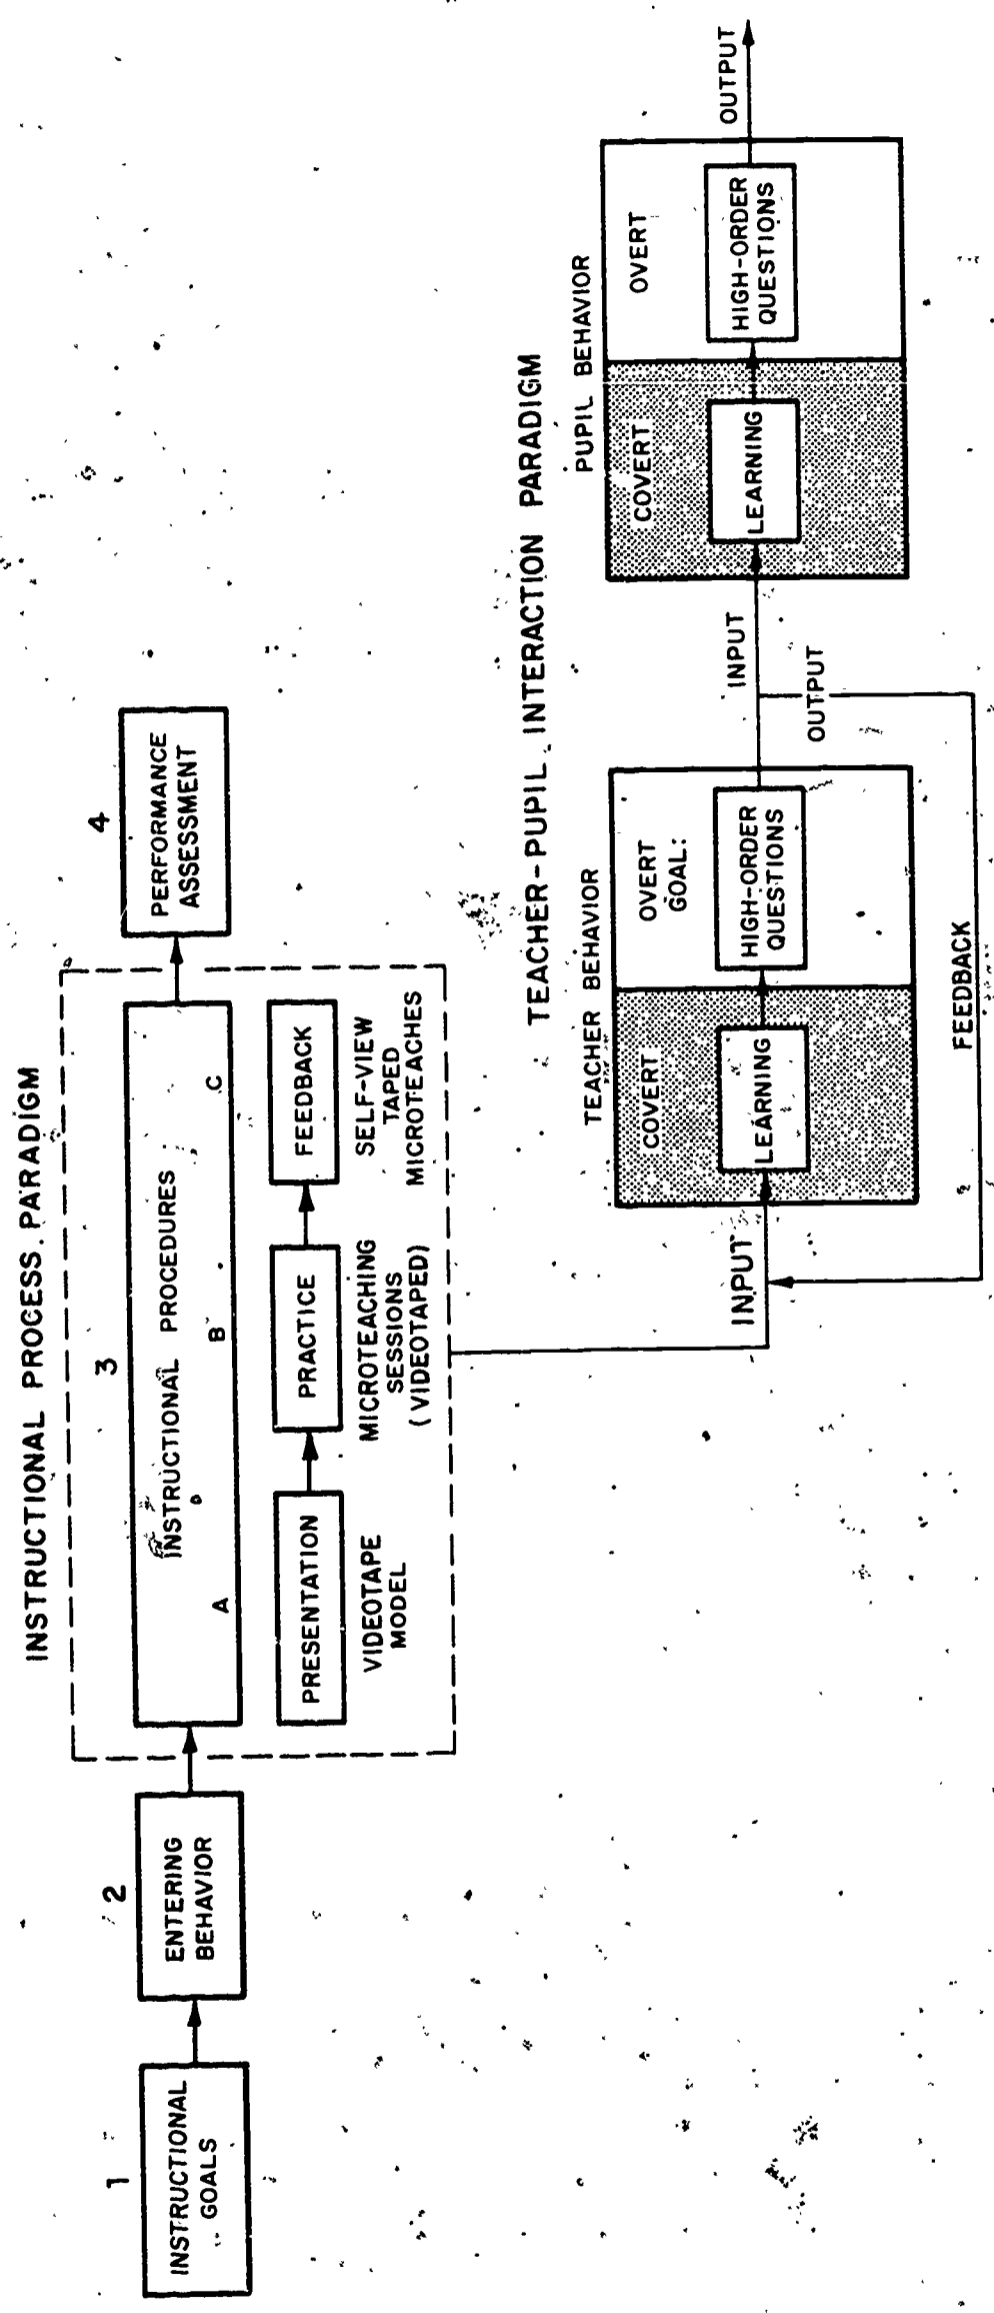 INSTRUCTIONAL PROCESS PARADIGM
1
INSTRUCTIONAL
GOALS
2
ENTERING
BEHAVIOR
3
INSTRUCTIONAL PROCEDURES
A
B
C
PRESENTATION
VIDEOTAPE
MODEL
PRACTICE
MICROTEACHING
SESSIONS
(VIDEOTAPED)
FEEDBACK
SELF-VIEW
TAPED
MICROTEACHES
4
PERFORMANCE
ASSESSMENT
TEACHER-PUPIL INTERACTION PARADIGM
TEACHER BEHAVIOR
INPUT
COVERT
LEARNING
OVERT
GOAL:
HIGH-ORDER
QUESTIONS
OUTPUT
FEEDBACK
INPUT
PUPIL BEHAVIOR
COVERT
LEARNING
OVERT
HIGH-ORDER
QUESTIONS
OUTPUT